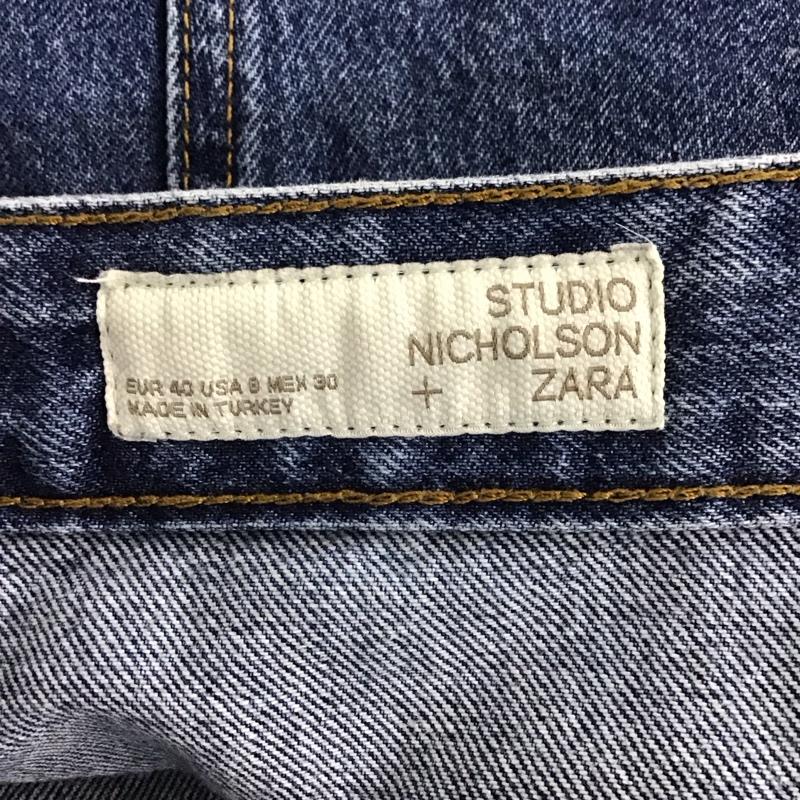 STUDIO
NICHOLSON
+ ZARA
EUR 40 USA 8 MEX 30
MADE IN TURKEY